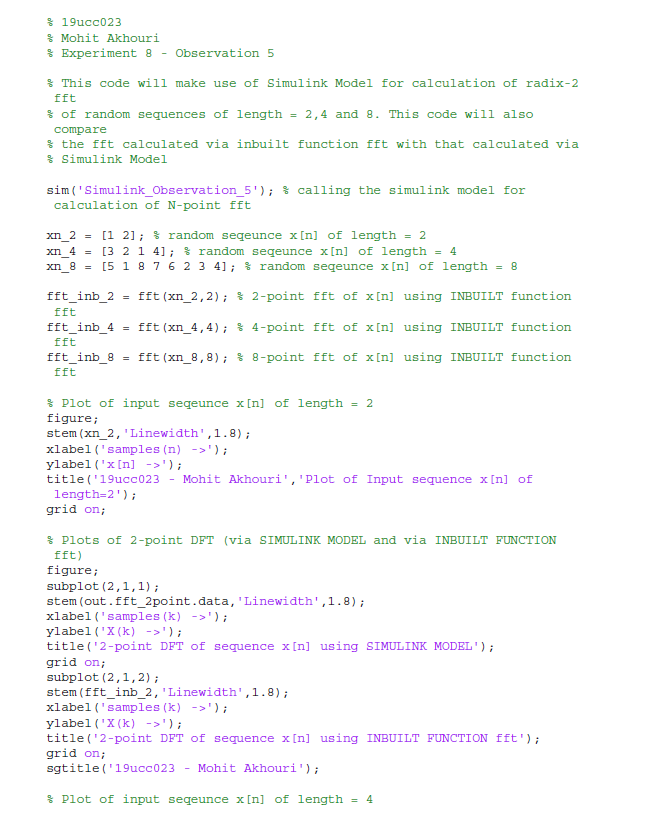 % 19ucc023
% Mohit Akhouri
% Experiment 8 - Observation 5
% This code will make use of Simulink Model for calculation of radix-2
fft
% of random sequences of length = 2,4 and 8. This code will also
compare
% the fft calculated via inbuilt function fft with that calculated via
% Simulink Model
sim('Simulink_Observation_5'); % calling the simulink model for
calculation of N-point fft
xn_2 = [1 2]; % random seqeunce x[n] of length = 2
xn_4 = [3 2 1 4]; % random seqeunce x[n] of length = 4
xn_8 = [5 1 8 7 6 2 3 4]; % random seqeunce x[n] of length = 8
fft_inb_2 = fft(xn_2,2); % 2-point fft of x[n] using INBUILT function
fft
fft_inb_4 = fft(xn_4,4); % 4-point fft of x[n] using INBUILT function
fft
fft_inb_8 = fft(xn_8,8); % 8-point fft of x[n] using INBUILT function
fft
% Plot of input seqeunce x[n] of length = 2
figure;
stem(xn_2,'Linewidth',1.8);
xlabel('samples(n) ->');
ylabel('x[n] ->');
title('19ucc023 - Mohit Akhouri','Plot of Input sequence x[n] of
length=2');
grid on;
% Plots of 2-point DFT (via SIMULINK MODEL and via INBUILT FUNCTION
fft)
figure;
subplot(2,1,1);
stem(out.fft_2point.data,'Linewidth',1.8);
xlabel('samples(k) ->');
ylabel('X(k) ->');
title('2-point DFT of sequence x[n] using SIMULINK MODEL');
grid on;
subplot(2,1,2);
stem(fft_inb_2,'Linewidth',1.8);
xlabel('samples(k) ->');
ylabel('X(k) ->');
title('2-point DFT of sequence x[n] using INBUILT FUNCTION fft');
grid on;
sgtitle('19ucc023 - Mohit Akhouri');
% Plot of input seqeunce x[n] of length = 4